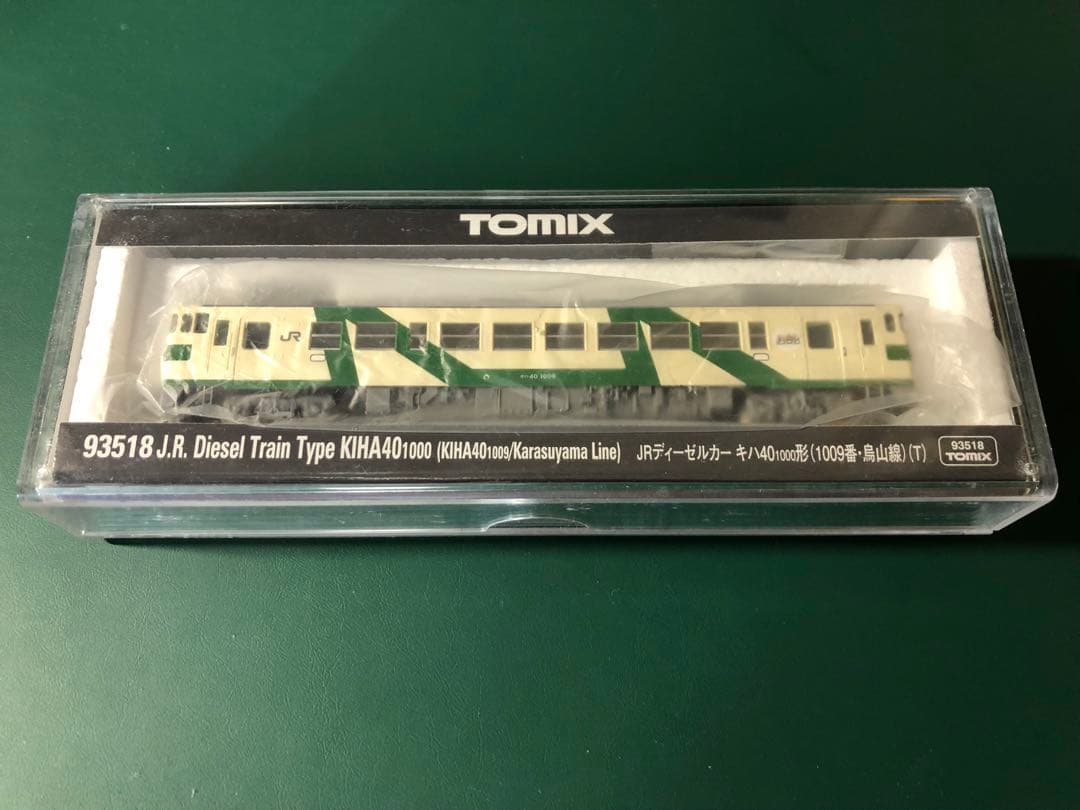 TOMIX
JR
キハ40 1009
93518 J.R. Diesel Train Type KIHA401000 (KIHA401009/Karasuyama Line) JRディーゼルカー キハ401000形(1009番・烏山線)(T)
93518
TOMIX